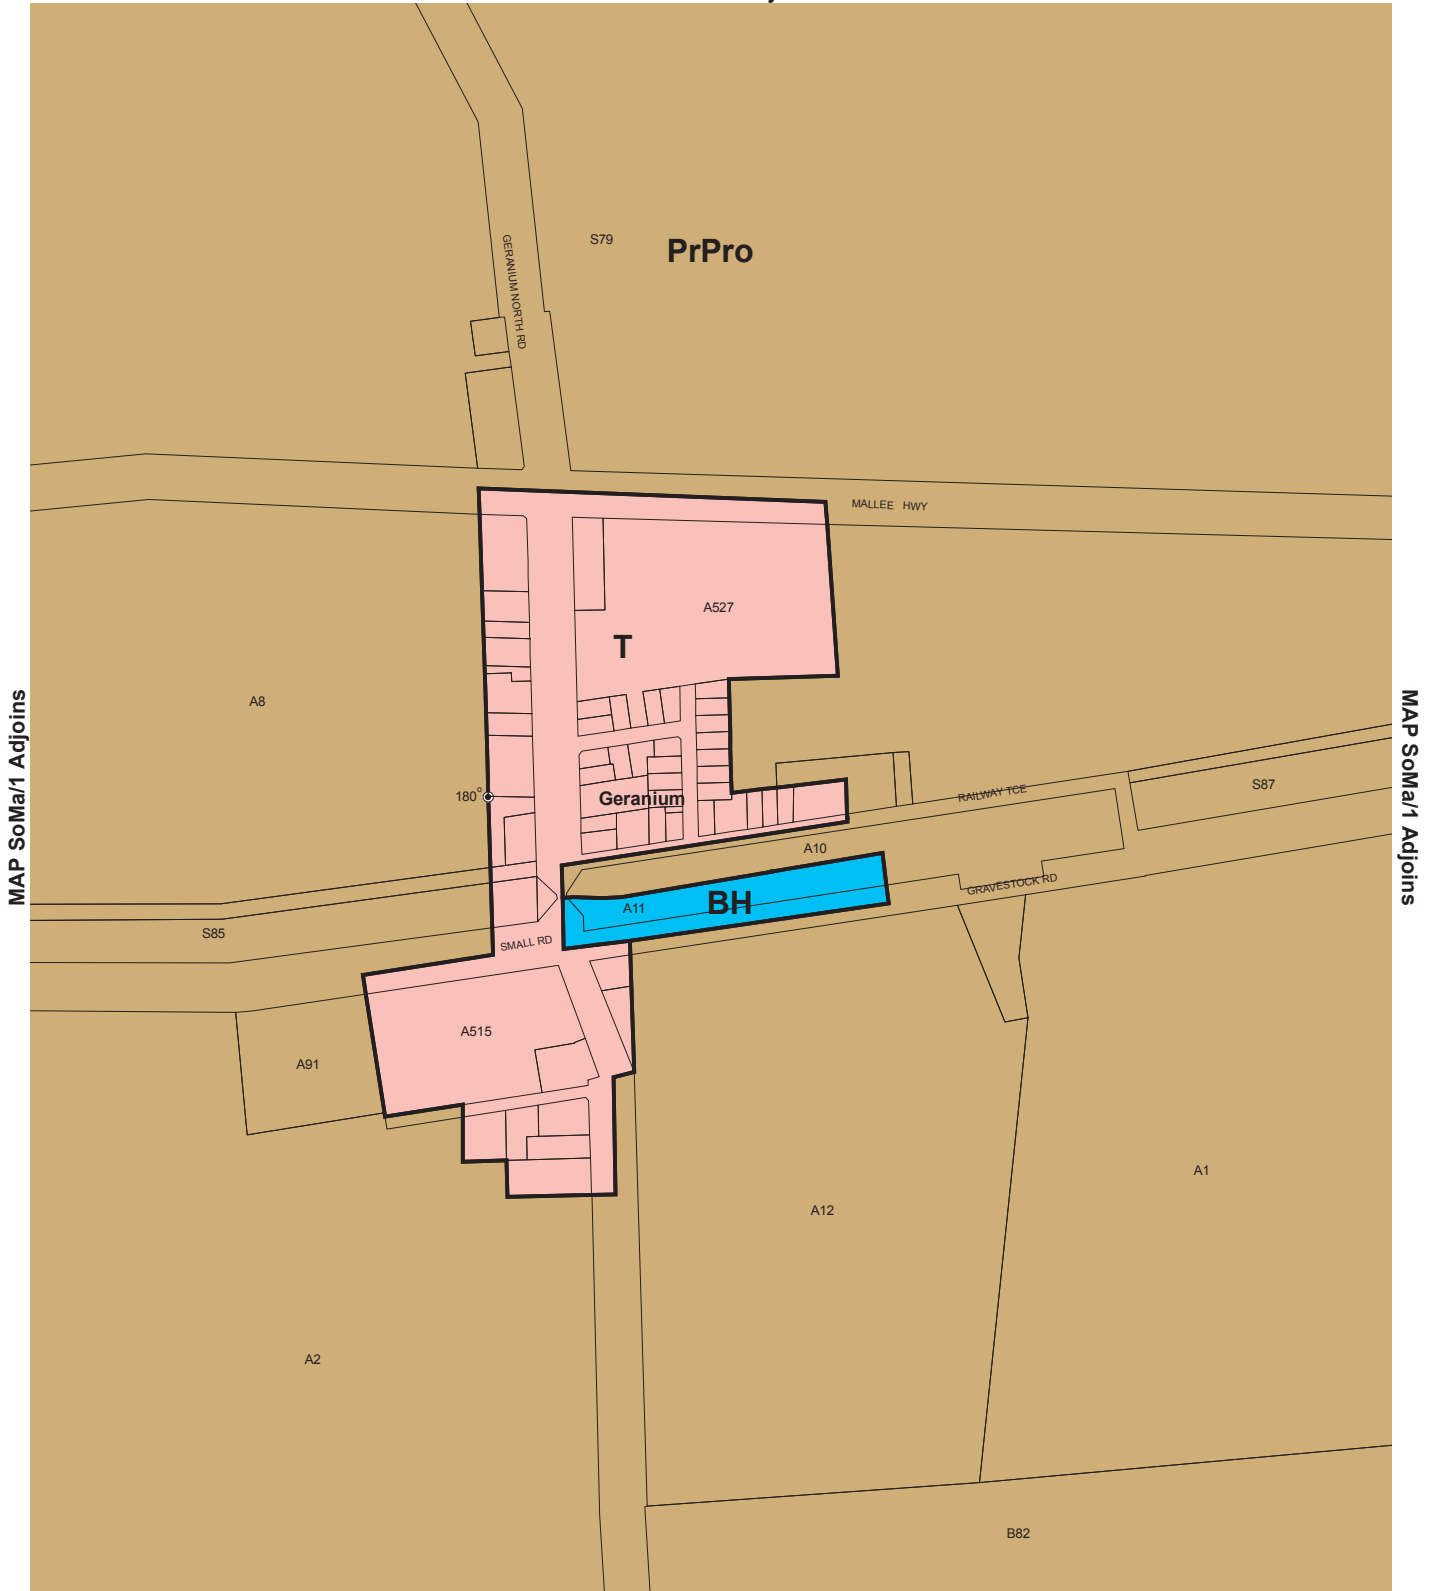 S79
PrPro
GERANIUM NORTH RD
MALLEE HWY
A527
T
A8
MAP SoMa/1 Adjoins
MAP SoMa/1 Adjoins
180°
Geranium
RAILWAY TCE
S87
A10
GRAVESTOCK RD
A11
BH
S85
SMALL RD
A515
A91
A1
A12
A2
B82